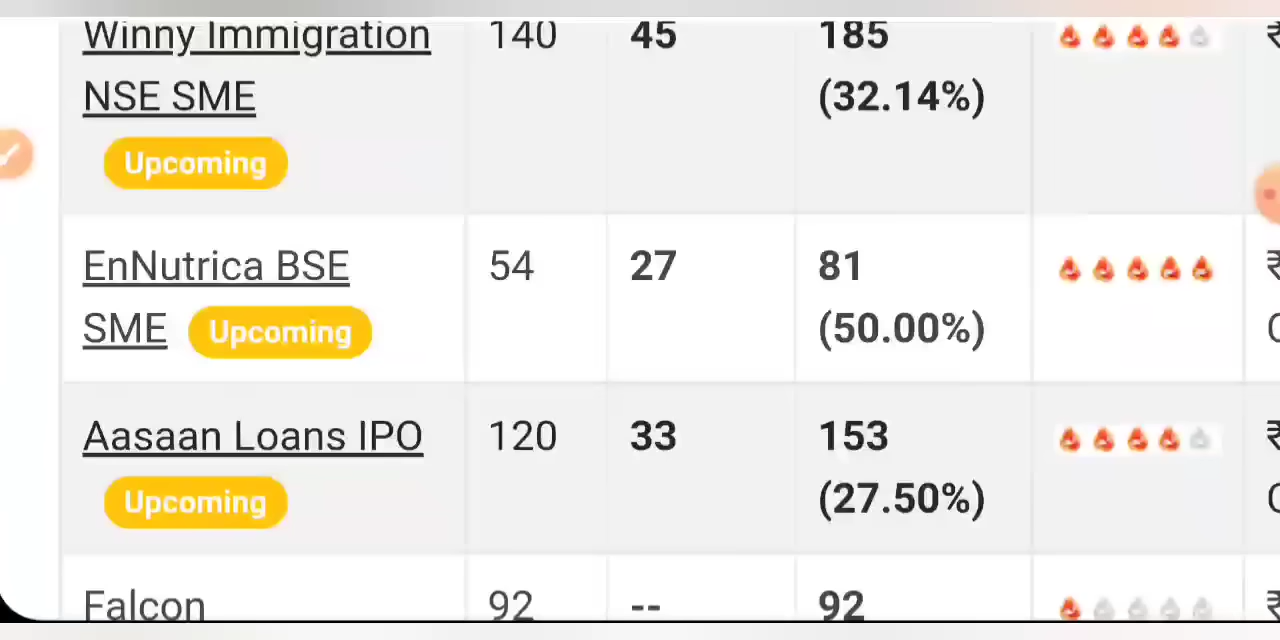 Winny Immigration 140 45 185
NSE SME (32.14%)
Upcoming
EnNutrica BSE 54 27 81 ₹
SME Upcoming (50.00%)
Aasaan Loans IPO 120 33 153 ₹
Upcoming (27.50%)
Falcon 92 -- 92 ₹